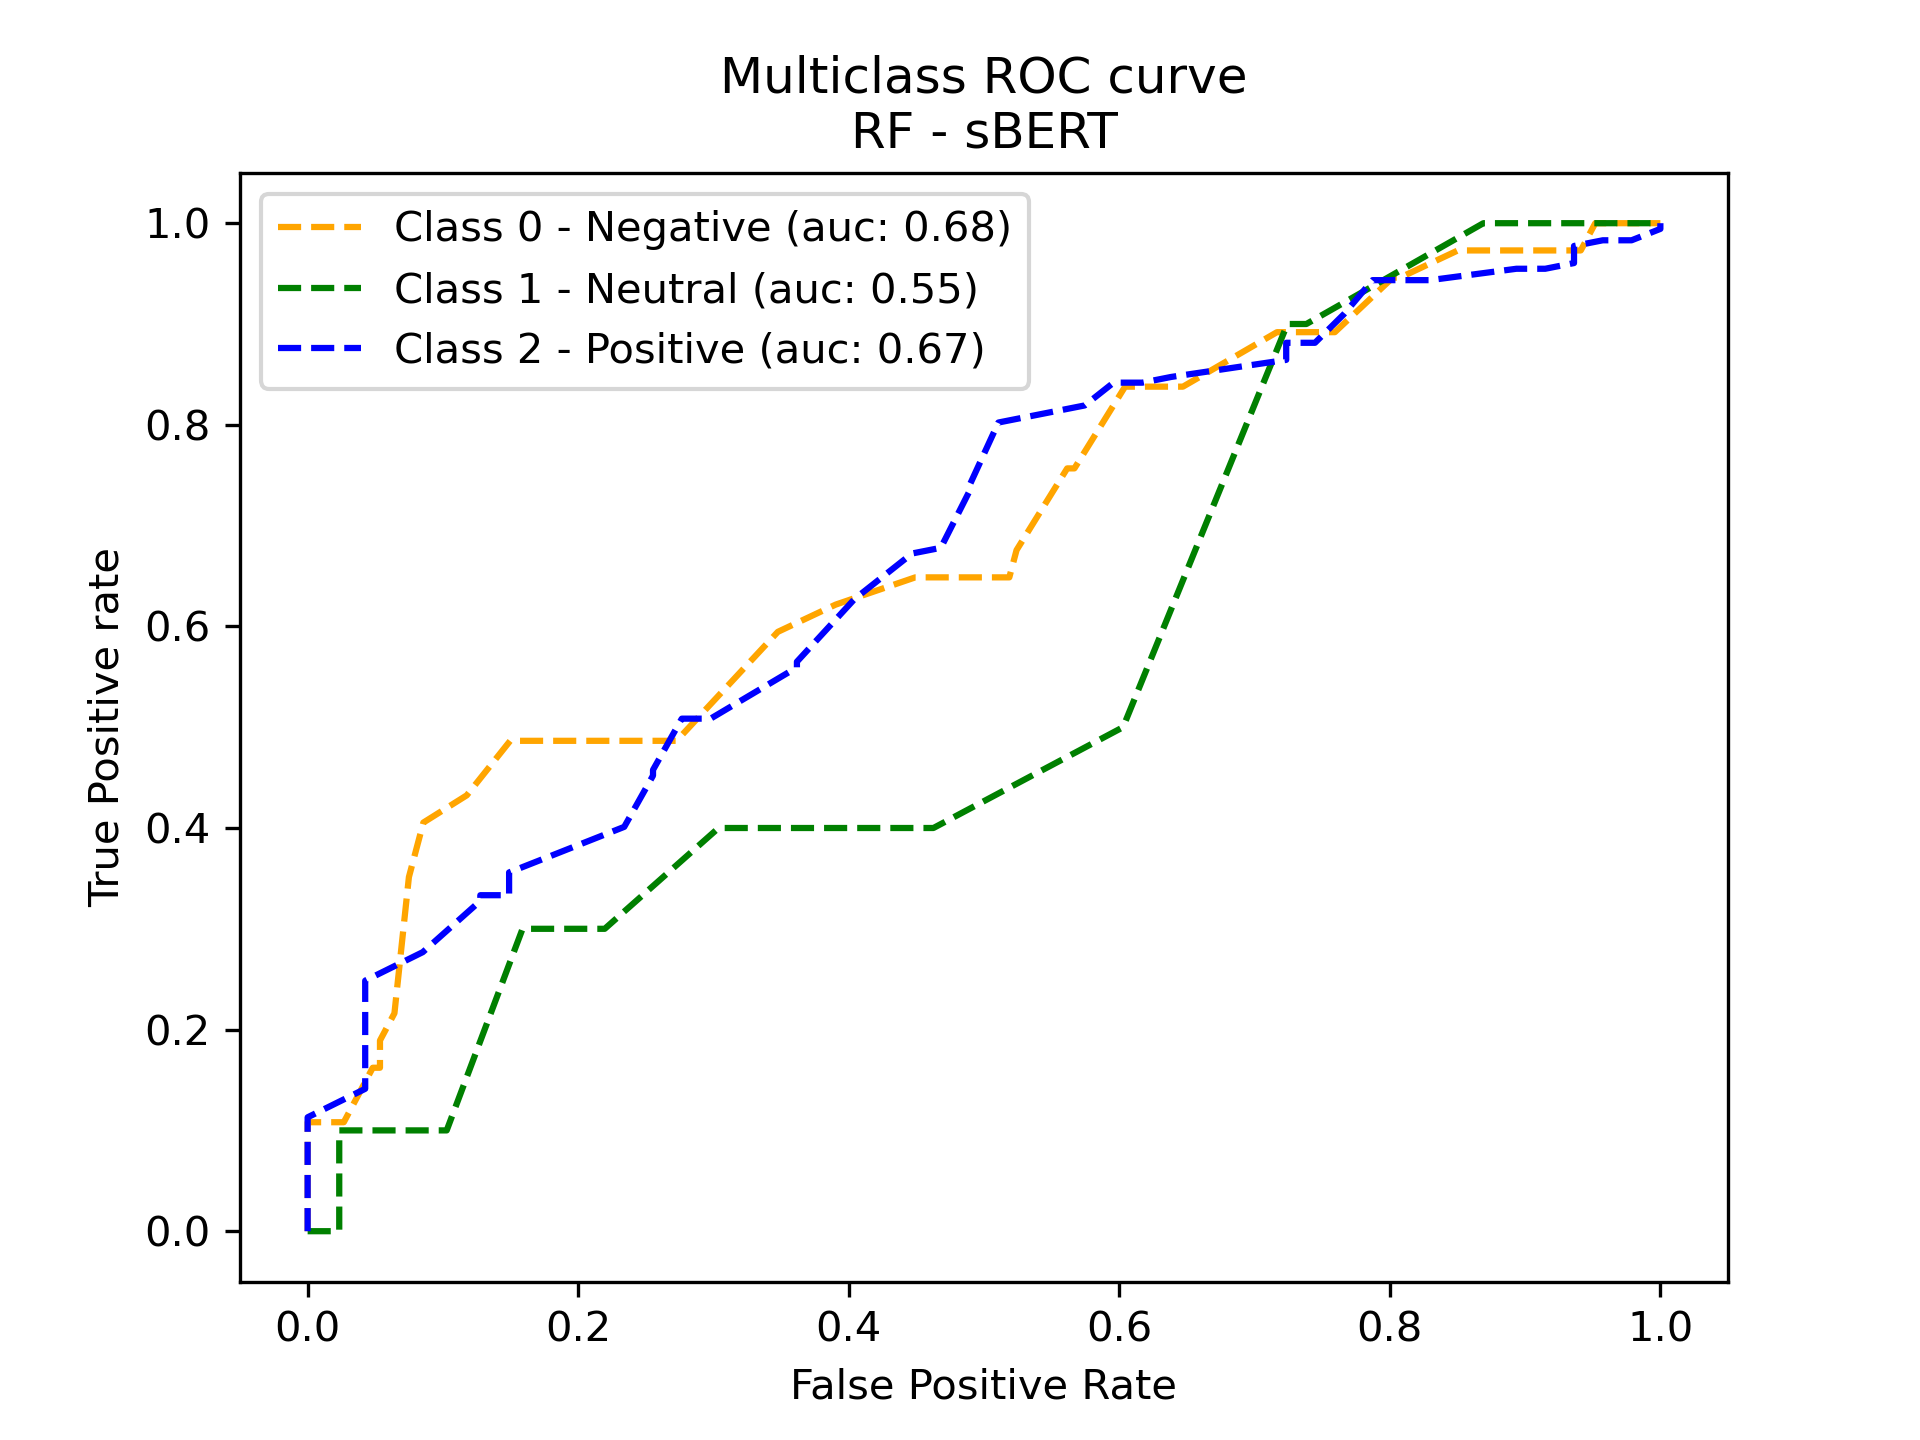 Multiclass ROC curve
RF - sBERT
Class 0 - Negative (auc: 0.68)
Class 1 - Neutral (auc: 0.55)
Class 2 - Positive (auc: 0.67)
1.0
0.8
0.6
0.4
0.2
0.0
True Positive rate
0.0 0.2 0.4 0.6 0.8 1.0
False Positive Rate